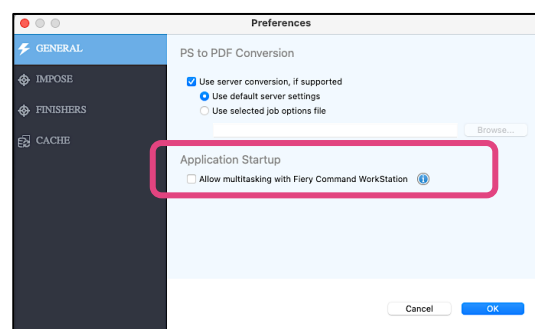 Preferences
GENERAL
IMPOSE
FINISHERS
CACHE
PS to PDF Conversion
Use server conversion, if supported
Use default server settings
Use selected job options file
Browse...
Application Startup
Allow multitasking with Fiery Command WorkStation
Cancel
OK